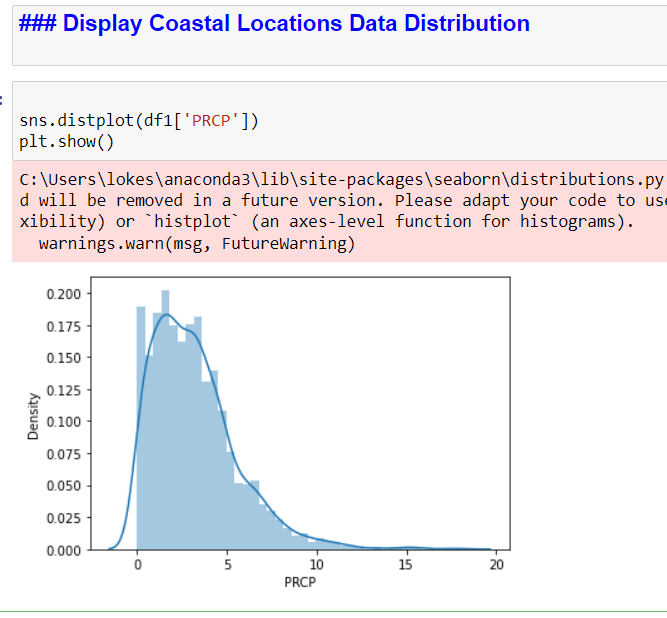 ### Display Coastal Locations Data Distribution
:
sns.distplot(df1['PRCP'])
plt.show()
C:\Users\lokes\anaconda3\lib\site-packages\seaborn\distributions.py
d will be removed in a future version. Please adapt your code to use
xibility) or `histplot` (an axes-level function for histograms).
warnings.warn(msg, FutureWarning)
0.200
0.175
0.150
0.125
0.100
0.075
0.050
0.025
0.000
Density
0 5 10 15 20
PRCP